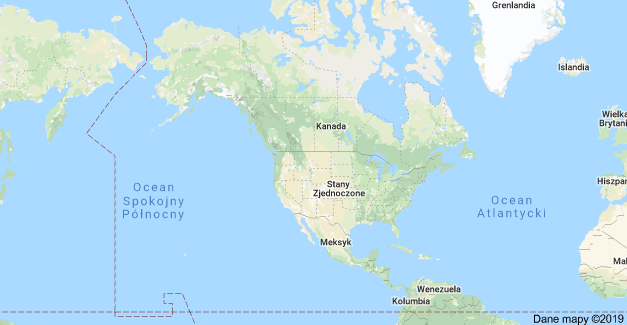 Grenlandia
Islandia
Wielka
Brytania
Kanada
Stany
Zjednoczone
Hiszpan
Ocean
Spokojny
Północny
Ocean
Atlantycki
Meksyk
Mal
Wenezuela
Kolumbia
Dane mapy ©2019